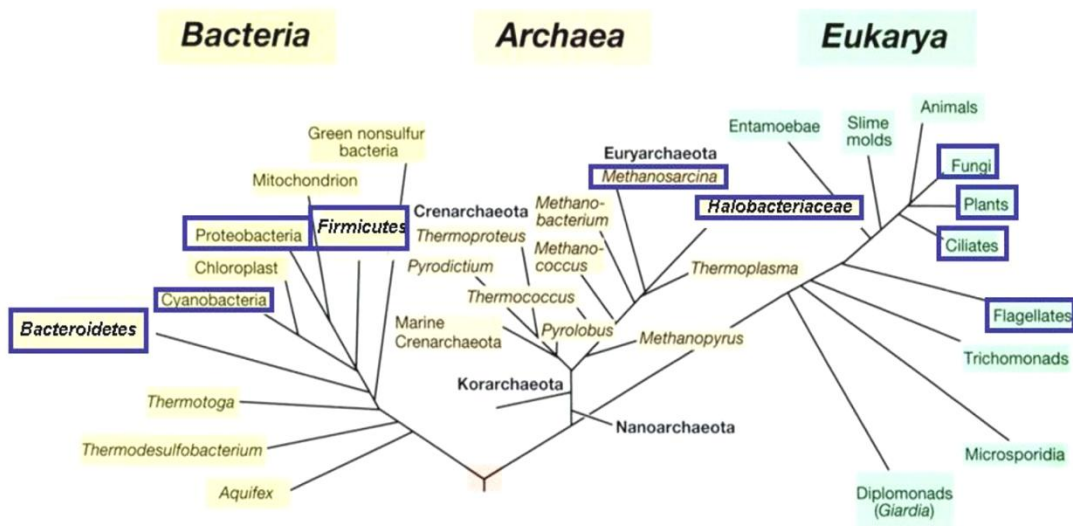 Bacteria
Archaea
Eukarya
Green nonsulfur
bacteria
Mitochondrion
Proteobacteria
Firmicutes
Chloroplast
Cyanobacteria
Bacteroidetes
Thermotoga
Thermodesulfobacterium
Aquifex
Euryarchaeota
Methanosarcina
Crenarchaeota
Thermoproteus
Methano-
bacterium
Halobacteriaceae
Pyrodictium
Methano-
coccus
Thermoplasma
Thermococcus
Marine
Crenarchaeota
Pyrolobus
Methanopyrus
Korarchaeota
Nanoarchaeota
Entamoebae
Slime
molds
Animals
Fungi
Plants
Ciliates
Flagellates
Trichomonads
Microsporidia
Diplomonads
(Giardia)